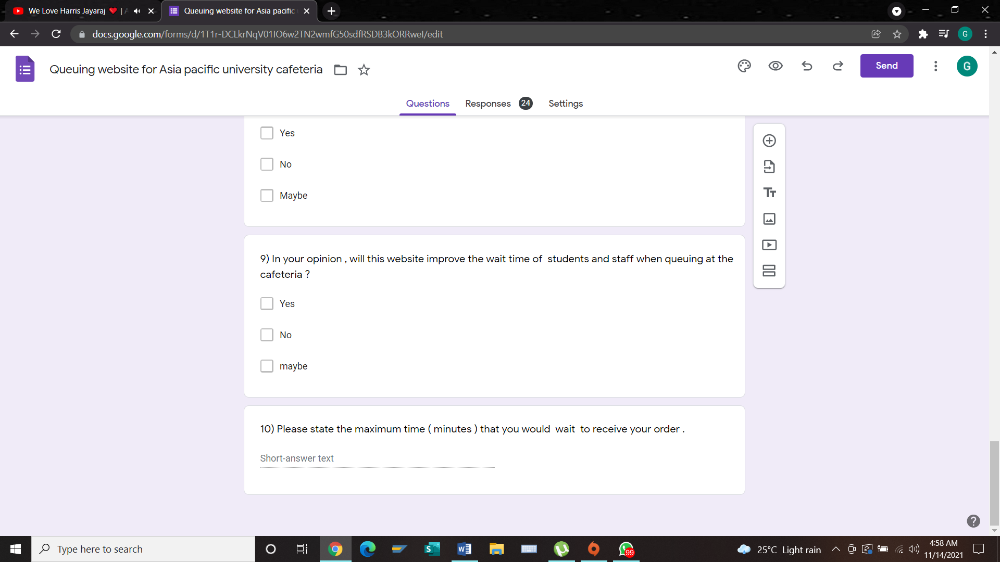 We Love Harris Jayaraj ❤️ |
Queuing website for Asia pacific
docs.google.com/forms/d/1T1r-DCLkrNqV01IO6w2TN2wmfG50sdfRSDB3kORRweI/edit
G
Queuing website for Asia pacific university cafeteria
Send
G
Questions
Responses 24
Settings
Yes
No
Maybe
Tт
9) In your opinion , will this website improve the wait time of  students and staff when queuing at the
cafeteria ?
Yes
No
maybe
10) Please state the maximum time ( minutes ) that you would  wait  to receive your order .
Short-answer text
?
Type here to search
S
W
99
25°C Light rain
4:58 AM
11/14/2021